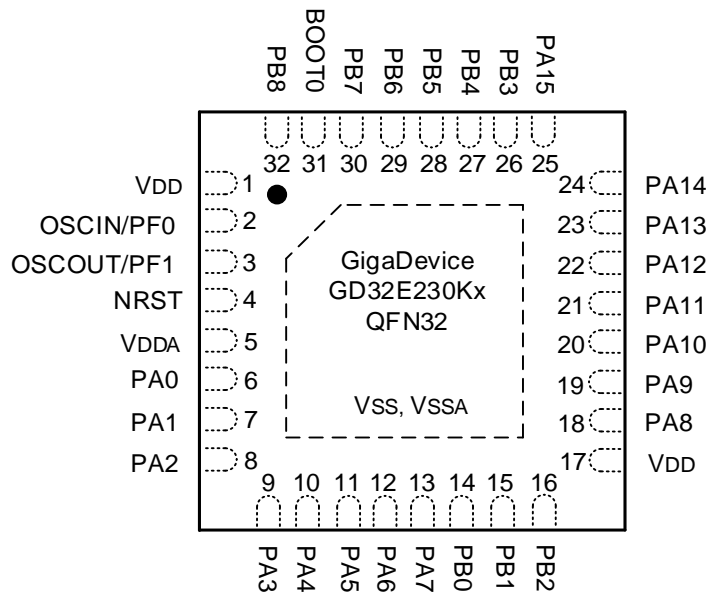 PB8 BOOT0 PB7 PB6 PB5 PB4 PB3 PA15
32 31 30 29 28 27 26 25
VDD 1
OSCIN/PF0 2
OSCOUT/PF1 3
NRST 4
VDDA 5
PA0 6
PA1 7
PA2 8
GigaDevice
GD32E230Kx
QFN32
VSS, VSSA
24 PA14
23 PA13
22 PA12
21 PA11
20 PA10
19 PA9
18 PA8
17 VDD
9 10 11 12 13 14 15 16
PA3 PA4 PA5 PA6 PA7 PB0 PB1 PB2